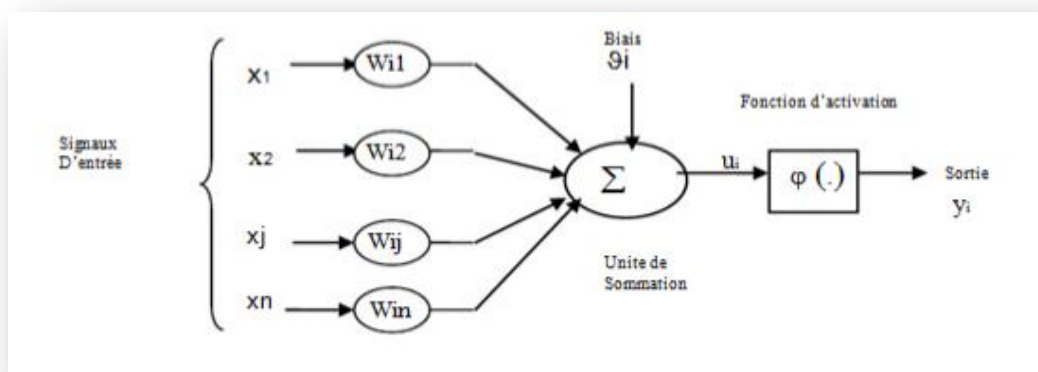 Biais
ϑi
Fonction d'activation
Signaux
D'entrée
x1
Wi1
x2
Wi2
xj
Wij
xn
Win
Σ
ui
φ (.)
Sortie
yi
Unite de
Sommation